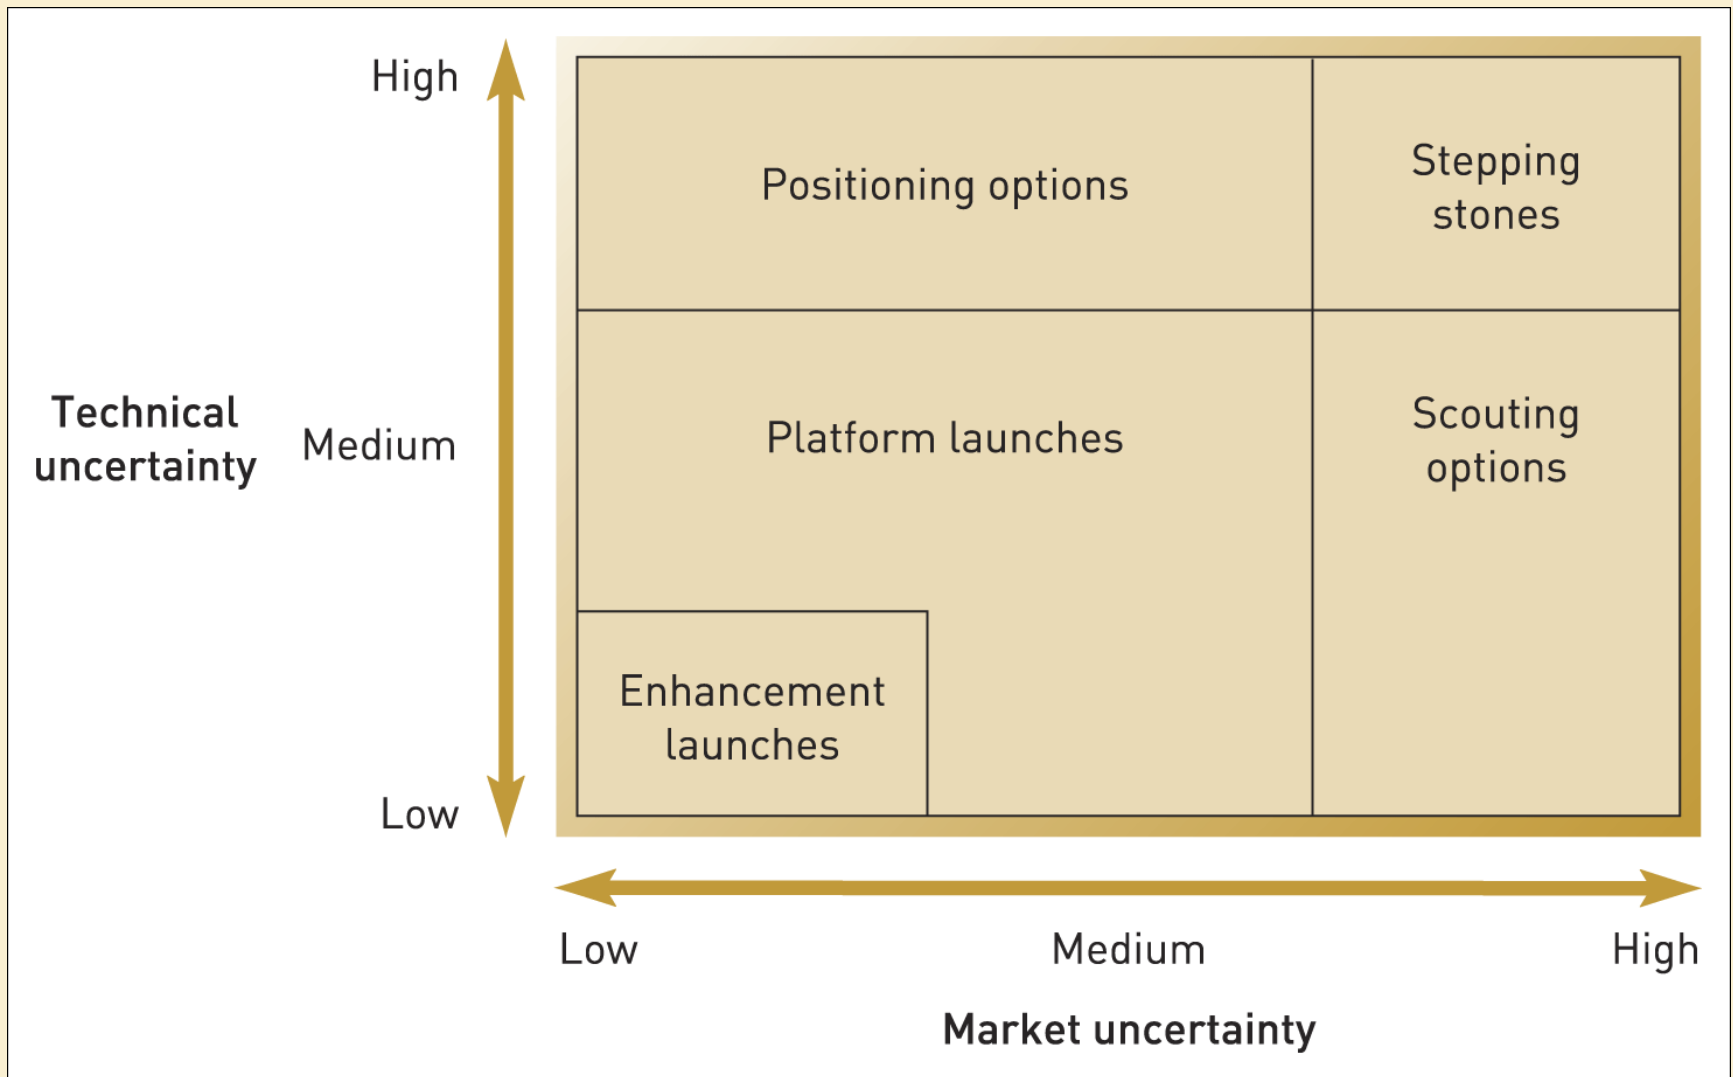 High
Positioning options
Stepping
stones
Technical
uncertainty
Medium
Platform launches
Scouting
options
Enhancement
launches
Low
Low
Medium
High
Market uncertainty